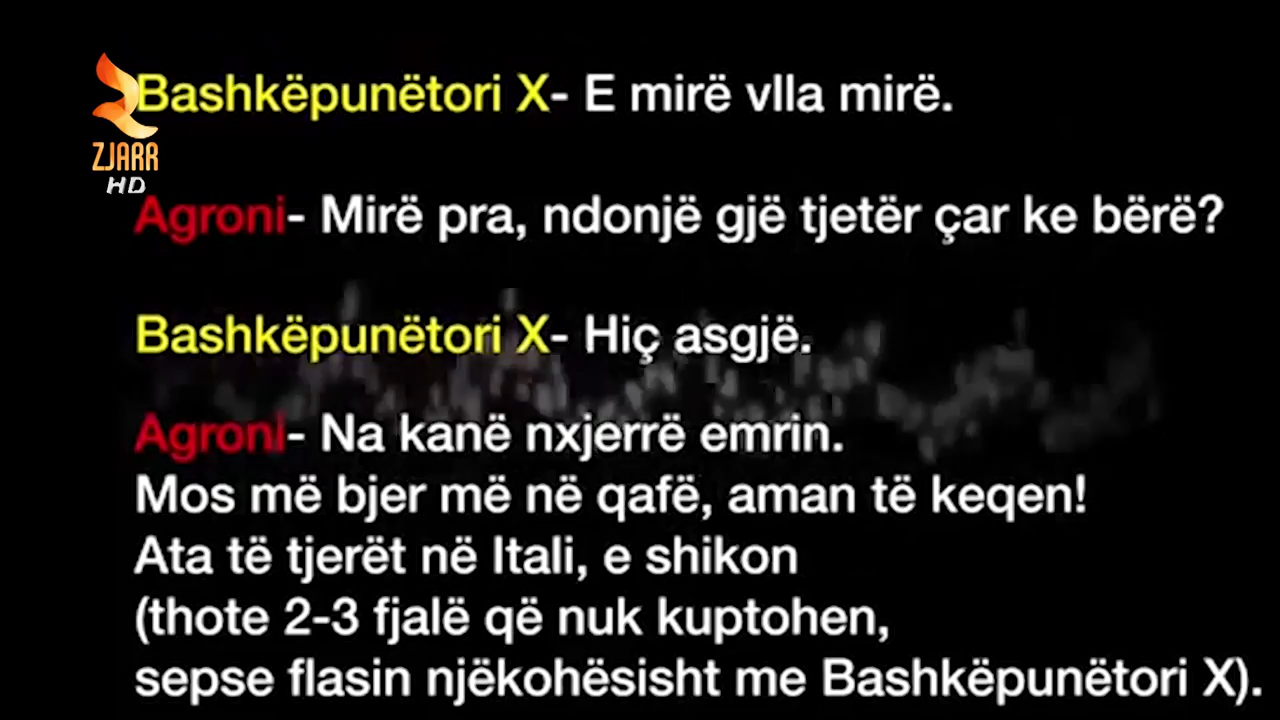 Bashkëpunëtori X- E mirë vlla mirë.
ZJARR
HD
Agroni- Mirë pra, ndonjë gjë tjetër çar ke bërë?
Bashkëpunëtori X- Hiç asgjë.
Agroni- Na kanë nxjerrë emrin.
Mos më bjer më në qafë, aman të keqen!
Ata të tjerët në Itali, e shikon
(thote 2-3 fjalë që nuk kuptohen,
sepse flasin njëkohësisht me Bashkëpunëtori X).